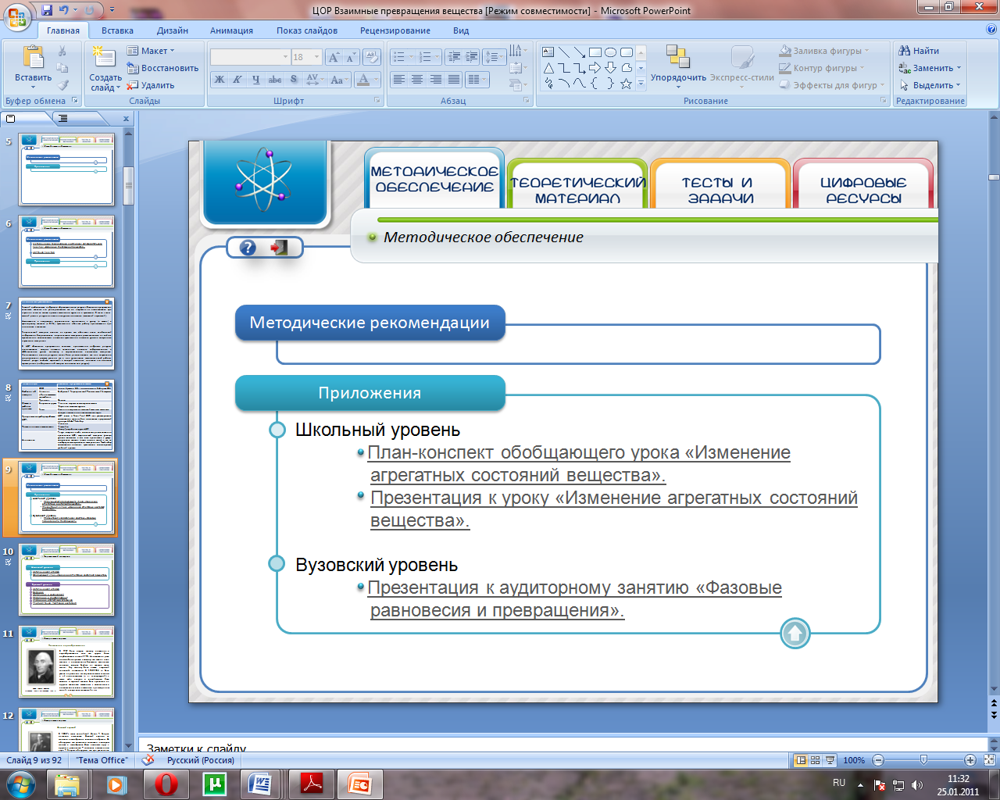 ЦОР Взаимные превращения вещества [Режим совместимости] - Microsoft PowerPoint
Главная Вставка Дизайн Анимация Показ слайдов Рецензирование Вид
Вставить
Буфер обмена
Создать слайд
Макет
Восстановить
Удалить
Слайды
18
Ж К Ч abc S AV Aa A
Шрифт
Абзац
Упорядочить
Экспресс-стили
Заливка фигуры
Контур фигуры
Эффекты для фигур
Рисование
Найти
Заменить
Выделить
Редактирование
5
6
7
8
9
10
11
12
МЕТОДИЧЕСКОЕ
ОБЕСПЕЧЕНИЕ
ТЕОРЕТИЧЕСКИЙ
МАТЕРИАЛ
ТЕСТЫ И
ЗАДАЧИ
ЦИФРОВЫЕ
РЕСУРСЫ
Методическое обеспечение
Методические рекомендации
Приложения
Школьный уровень
План-конспект обобщающего урока «Изменение
агрегатных состояний вещества».
Презентация к уроку «Изменение агрегатных состояний
вещества».
Вузовский уровень
Презентация к аудиторному занятию «Фазовые
равновесия и превращения».
Заметки к слайду
Слайд 9 из 92 "Тема Office" Русский (Россия) 100%
RU 11:32
25.01.2011